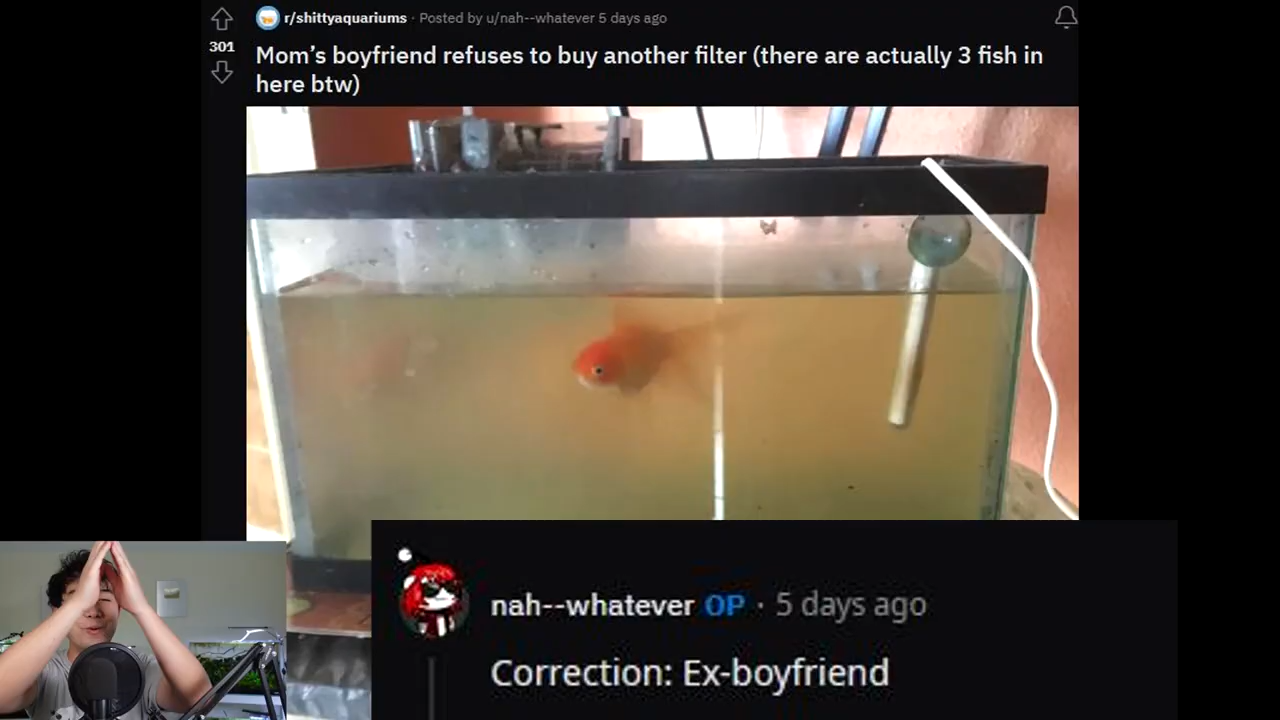 r/shittyaquariums · Posted by u/nah--whatever 5 days ago
301
Mom’s boyfriend refuses to buy another filter (there are actually 3 fish in
here btw)
nah--whatever OP · 5 days ago
Correction: Ex-boyfriend